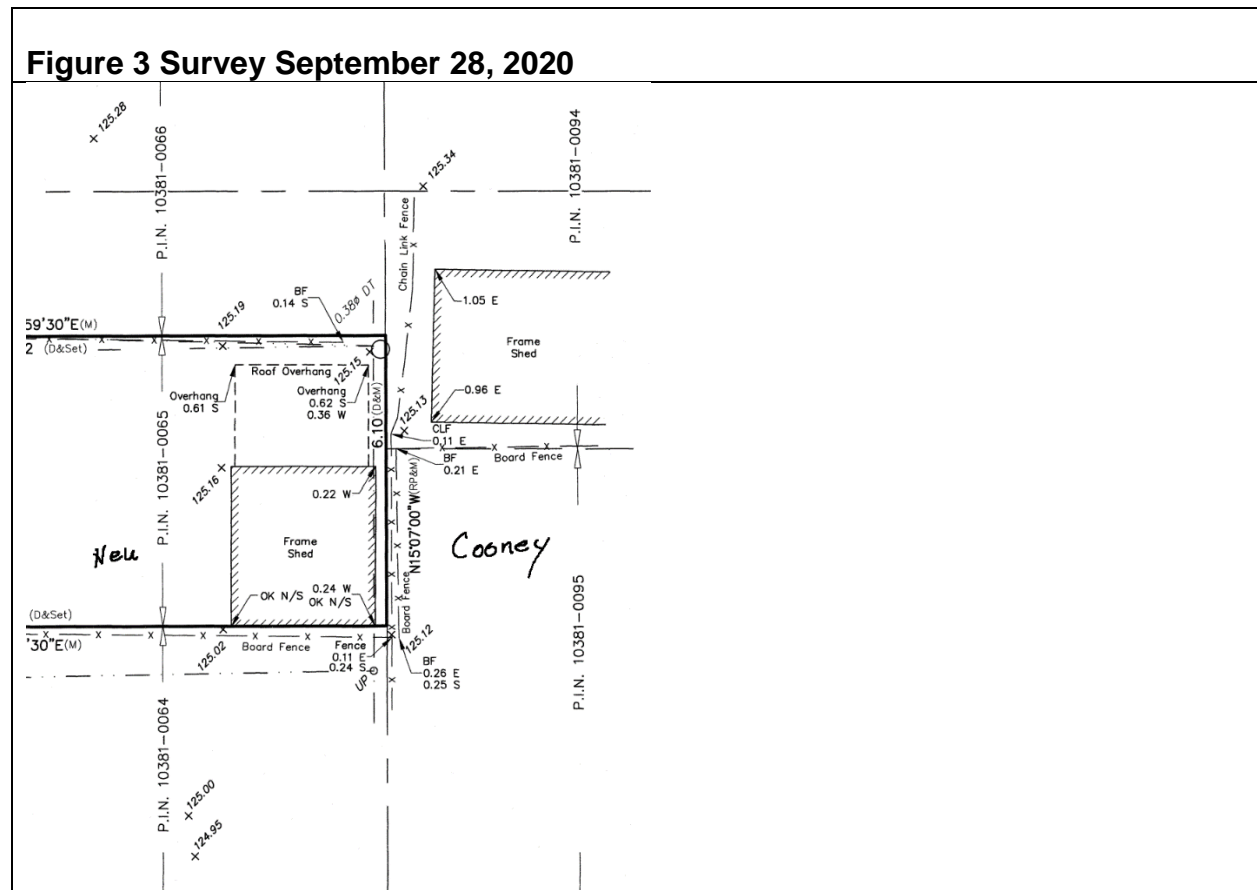 Figure 3 Survey September 28, 2020
125.28
P.I.N. 10381-0066
125.34
P.I.N. 10381-0094
Chain Link Fence
BF
0.14 S
0.38ø DT
125.19
1.05 E
59'30"E(M)
2 (D&Set)
Frame
Shed
125.15
Roof Overhang
Overhang
0.61 S
Overhang
0.62 S
0.36 W
6.10 (D&M)
0.96 E
125.13
CLF
0.11 E
BF
0.21 E
Board Fence
125.16
P.I.N. 10381-0065
0.22 W
N15°07'00"W(RP&M)
Frame
Shed
Cooney
OK N/S
0.24 W
OK N/S
Board Fence
(D&Set)
'30"E(M)
125.02
Board Fence
Fence
0.11 E
0.24 S
125.12
BF
0.26 E
0.25 S
UP
P.I.N. 10381-0095
P.I.N. 10381-0064
125.00
124.95